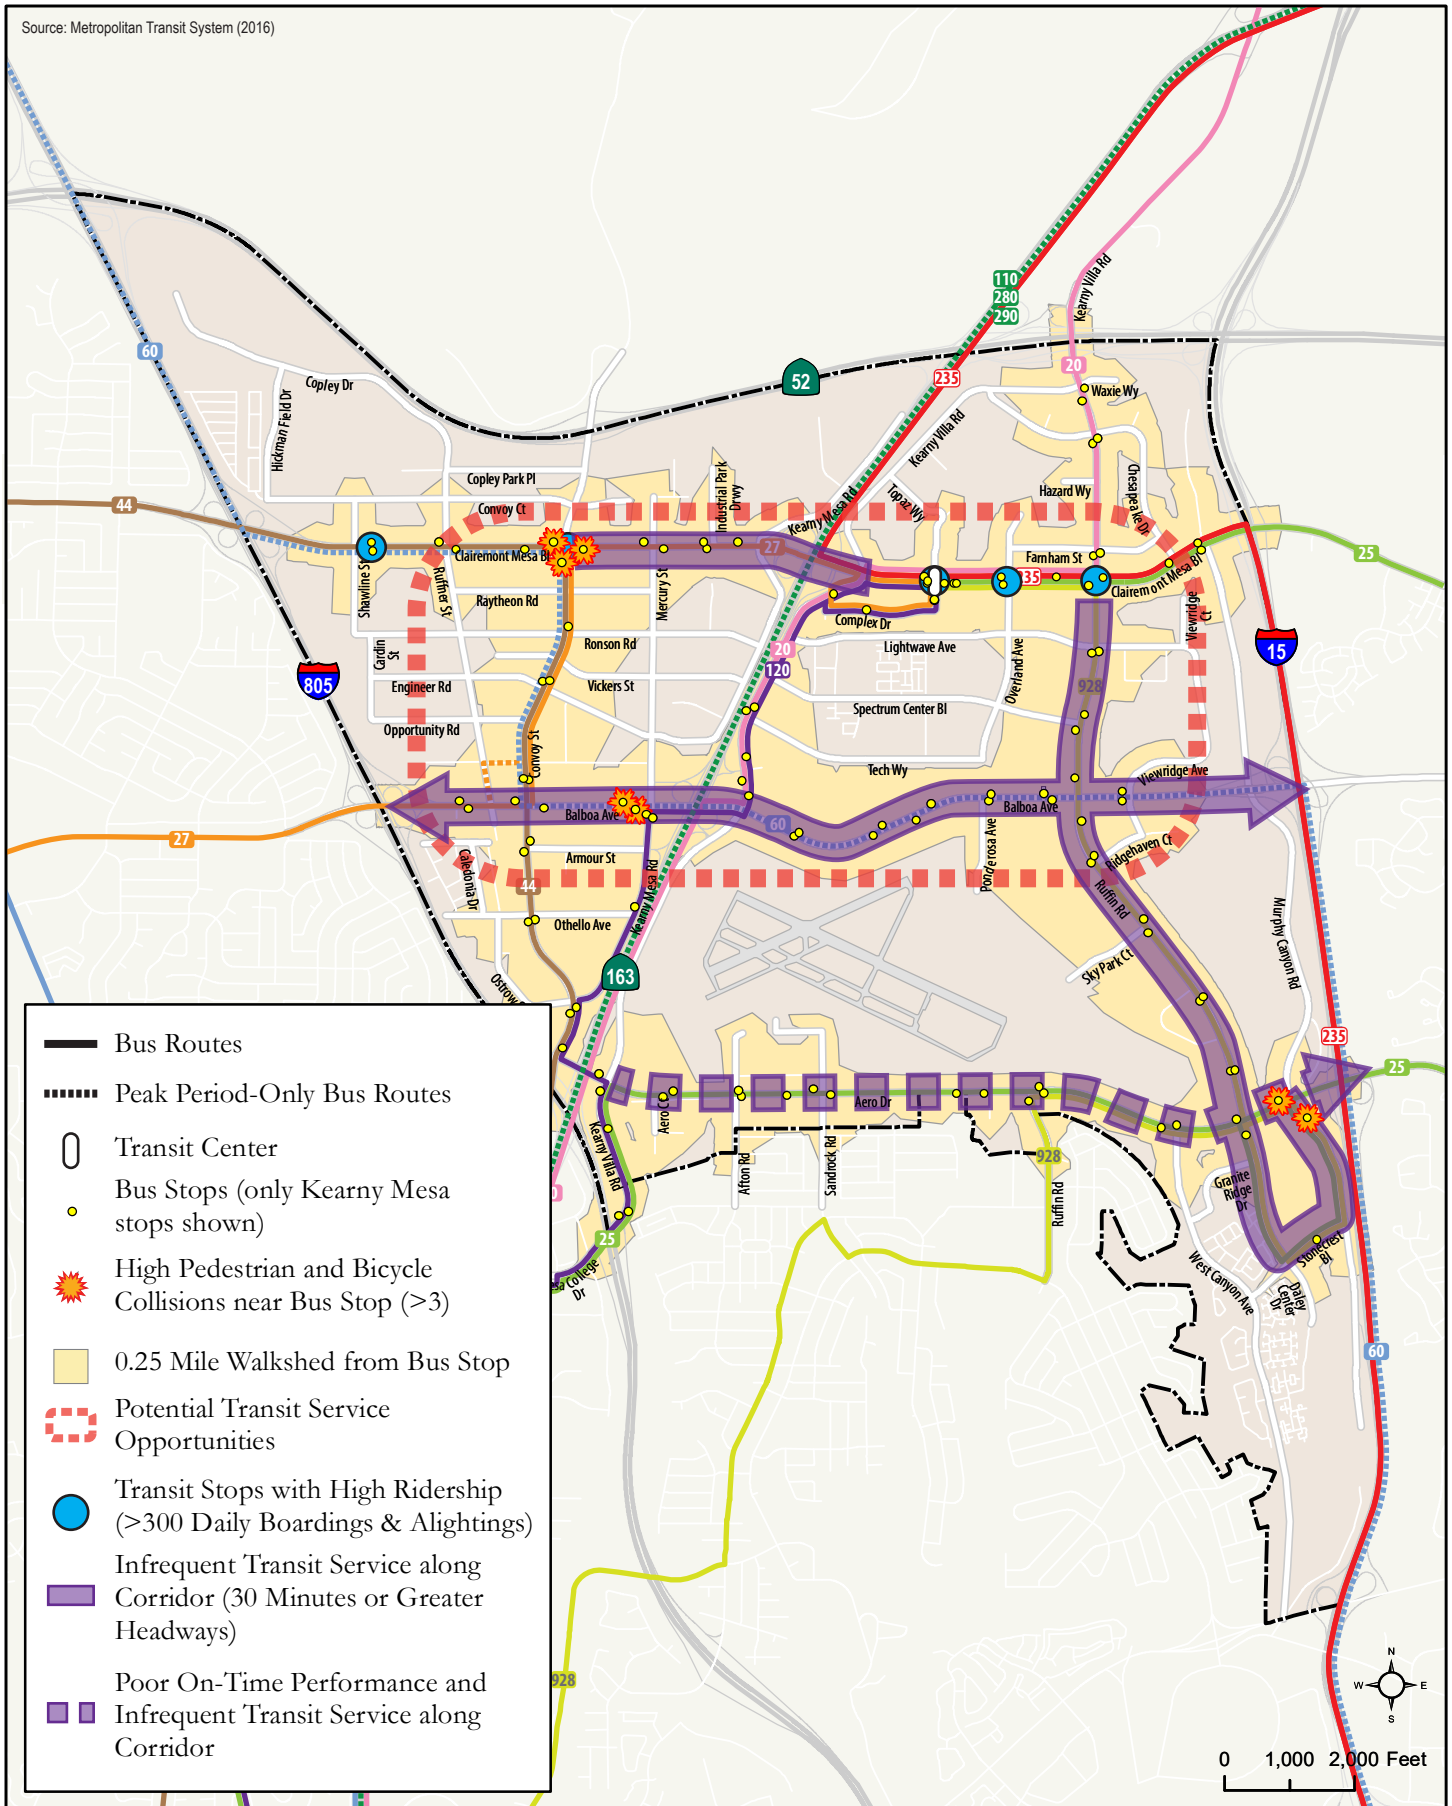 Source: Metropolitan Transit System (2016)
110
280
290
Kearny Villa Rd
60
52
235
20
Waxie Wy
Copley Dr
Hickman Field Dr
Kearny Villa Rd
Copley Park Pl
Convoy Ct
Industrial Park
Drwy
Kearny Mesa Rd
Topaz Wy
Hazard Wy
Chesapeake Dr
44
Clairemont Mesa Bl
27
Farnham St
235
Clairemont Mesa Bl
25
Shawline St
Ruffner St
Raytheon Rd
Mercury St
Complex Dr
Viewridge
Ct
Cardin
St
Ronson Rd
20
120
Lightwave Ave
Overland Ave
15
805
Engineer Rd
Vickers St
928
Spectrum Center Bl
Opportunity Rd
Convoy St
Tech Wy
Viewridge Ave
Balboa Ave
60
Balboa Ave
27
Caledonia Dr
Armour St
Ponderosa Ave
Ridgehaven Ct
44
Kearny Mesa Rd
Ruffin Rd
Othello Ave
Murphy Canyon Rd
Sky Park Ct
163
Ostrow
235
25
Aero Ct
Aero Dr
Kearny Villa Rd
Afton Rd
Sandrock Rd
928
Ruffin Rd
Granite
Ridge
Dr
25
Stonecrest
Bl
West Canyon Ave
Daley
Center
Dr
College
Dr
60
928
Bus Routes
Peak Period-Only Bus Routes
Transit Center
Bus Stops (only Kearny Mesa
stops shown)
High Pedestrian and Bicycle
Collisions near Bus Stop (>3)
0.25 Mile Walkshed from Bus Stop
Potential Transit Service
Opportunities
Transit Stops with High Ridership
(>300 Daily Boardings & Alightings)
Infrequent Transit Service along
Corridor (30 Minutes or Greater
Headways)
Poor On-Time Performance and
Infrequent Transit Service along
Corridor
N
W E
S
0 1,000 2,000 Feet